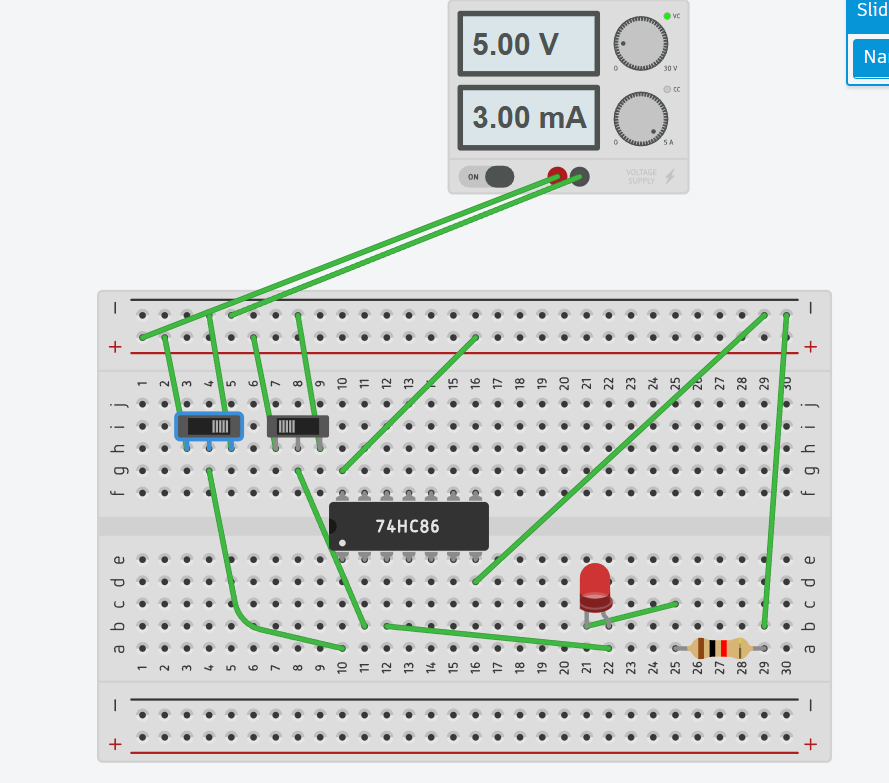 Slid
Na
VC
5.00 V
0 30 V
CC
3.00 mA
0 5 A
ON
VOLTAGE
SUPPLY
− −
+ +
1 2 3 4 5 6 7 8 9 10 11 12 13 14 15 16 17 18 19 20 21 22 23 24 25 26 27 28 29 30
j j
i i
h h
g g
f f
74HC86
e e
d d
c c
b b
a a
1 2 3 4 5 6 7 8 9 10 11 12 13 14 15 16 17 18 19 20 21 22 23 24 25 26 27 28 29 30
− −
+ +